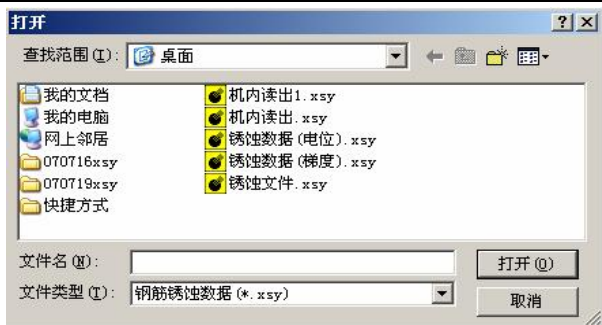 打开
查找范围(I): 桌面
我的文档
我的电脑
网上邻居
070716xsy
070719xsy
快捷方式
机内读出1.xsy
机内读出.xsy
锈蚀数据(电位).xsy
锈蚀数据(梯度).xsy
锈蚀文件.xsy
文件名(N):
打开(O)
文件类型(T): 钢筋锈蚀数据(*.xsy)
取消